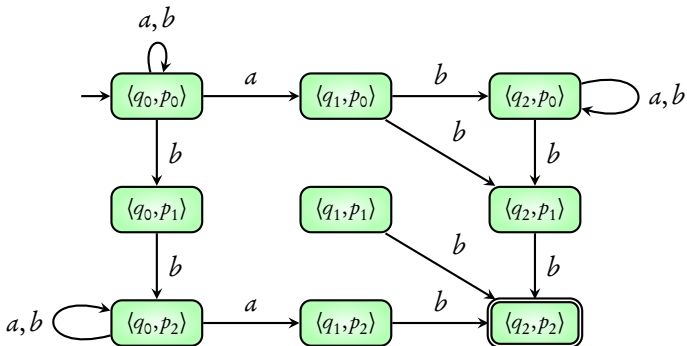 a, b
⟨q₀,p₀⟩ a ⟨q₁,p₀⟩ b ⟨q₂,p₀⟩ a, b
b b b
⟨q₀,p₁⟩ ⟨q₁,p₁⟩ ⟨q₂,p₁⟩
b b b
a, b ⟨q₀,p₂⟩ a ⟨q₁,p₂⟩ b ⟨q₂,p₂⟩